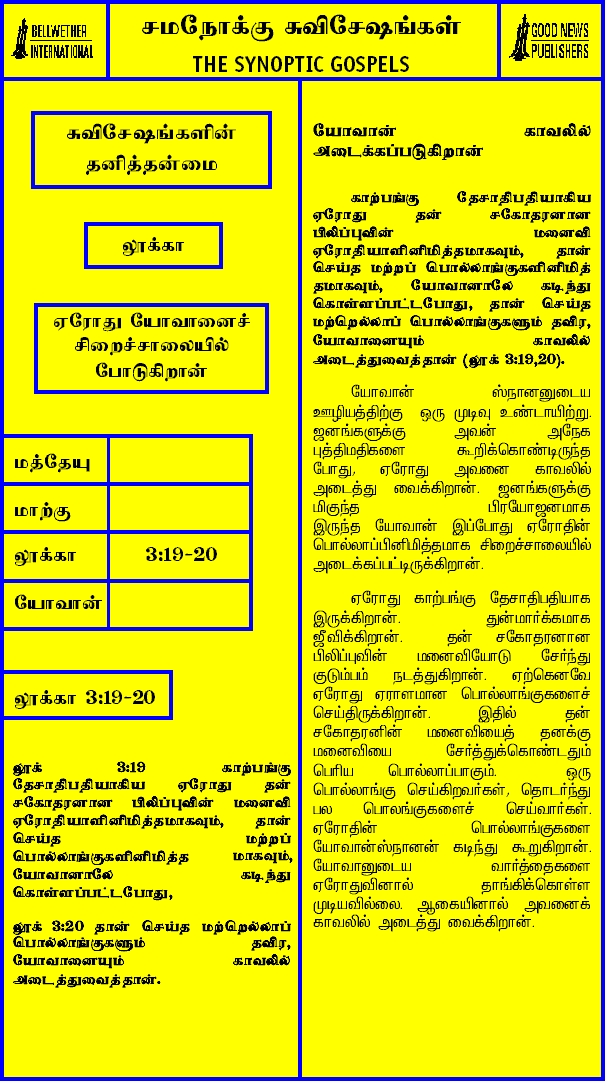 BELLWETHER
INTERNATIONAL
சமநோக்கு சுவிசேஷங்கள்
THE SYNOPTIC GOSPELS
GOOD NEWS
PUBLISHERS
சுவிசேஷங்களின்
தனித்தன்மை
லூக்கா
ஏரோது யோவானைச்
சிறைச்சாலையில்
போடுகிறான்
மத்தேயு
மாற்கு
லூக்கா 3:19-20
யோவான்
லூக்கா 3:19-20
லூக் 3:19 காற்பங்கு
தேசாதிபதியாகிய ஏரோது தன்
சகோதரனான பிலிப்புவின் மனைவி
ஏரோதியாளினிமித்தமாகவும், தான்
செய்த மற்றப்
பொல்லாங்குகளினிமித்த மாகவும்,
யோவானாலே கடிந்து
கொள்ளப்பட்டபோது,
லூக் 3:20 தான் செய்த மற்றெல்லாப்
பொல்லாங்குகளும் தவிர,
யோவானையும் காவலில்
அடைத்துவைத்தான்.
யோவான் காவலில்
அடைக்கப்படுகிறான்
காற்பங்கு தேசாதிபதியாகிய
ஏரோது தன் சகோதரனான
பிலிப்புவின் மனைவி
ஏரோதியாளினிமித்தமாகவும், தான்
செய்த மற்றப் பொல்லாங்குகளினிமித்
தமாகவும், யோவானாலே கடிந்து
கொள்ளப்பட்டபோது, தான் செய்த
மற்றெல்லாப் பொல்லாங்குகளும் தவிர,
யோவானையும் காவலில்
அடைத்துவைத்தான் (லூக் 3:19,20).
யோவான் ஸ்நானனுடைய
ஊழியத்திற்கு ஒரு முடிவு உண்டாயிற்று.
ஜனங்களுக்கு அவன் அநேக
புத்திமதிகளை கூறிக்கொண்டிருந்த
போது, ஏரோது அவனை காவலில்
அடைத்து வைக்கிறான். ஜனங்களுக்கு
மிகுந்த பிரயோஜனமாக
இருந்த யோவான் இப்போது ஏரோதின்
பொல்லாப்பினிமித்தமாக சிறைச்சாலையில்
அடைக்கப்பட்டிருக்கிறான்.
ஏரோது காற்பங்கு தேசாதிபதியாக
இருக்கிறான். துன்மார்க்கமாக
ஜீவிக்கிறான். தன் சகோதரனான
பிலிப்புவின் மனைவியோடு சேர்ந்து
குடும்பம் நடத்துகிறான். ஏற்கெனவே
ஏரோது ஏராளமான பொல்லாங்குகளைச்
செய்திருக்கிறான். இதில் தன்
சகோதரனின் மனைவியைத் தனக்கு
மனைவியை சேர்த்துக்கொண்டதும்
பெரிய பொல்லாப்பாகும். ஒரு
பொல்லாங்கு செய்கிறவர்கள், தொடர்ந்து
பல பொலங்குகளைச் செய்வார்கள்.
ஏரோதின் பொல்லாங்குகளை
யோவான்ஸ்நானன் கடிந்து கூறுகிறான்.
யோவானுடைய வார்த்தைகளை
ஏரோதுவினால் தாங்கிக்கொள்ள
முடியவில்லை. ஆகையினால் அவனைக்
காவலில் அடைத்து வைக்கிறான்.